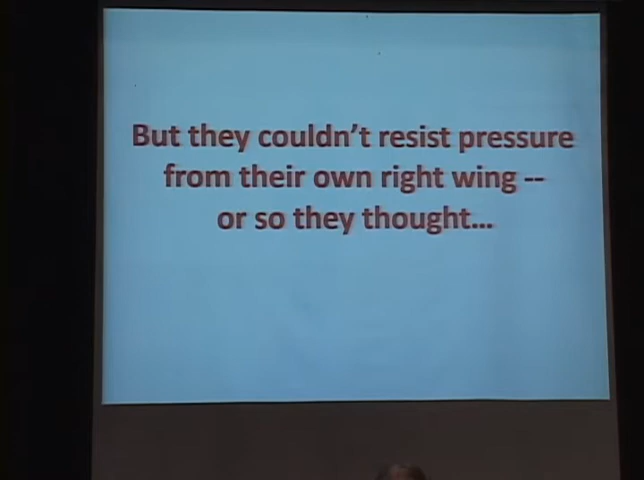 But they couldn't resist pressure
from their own right wing --
or so they thought...